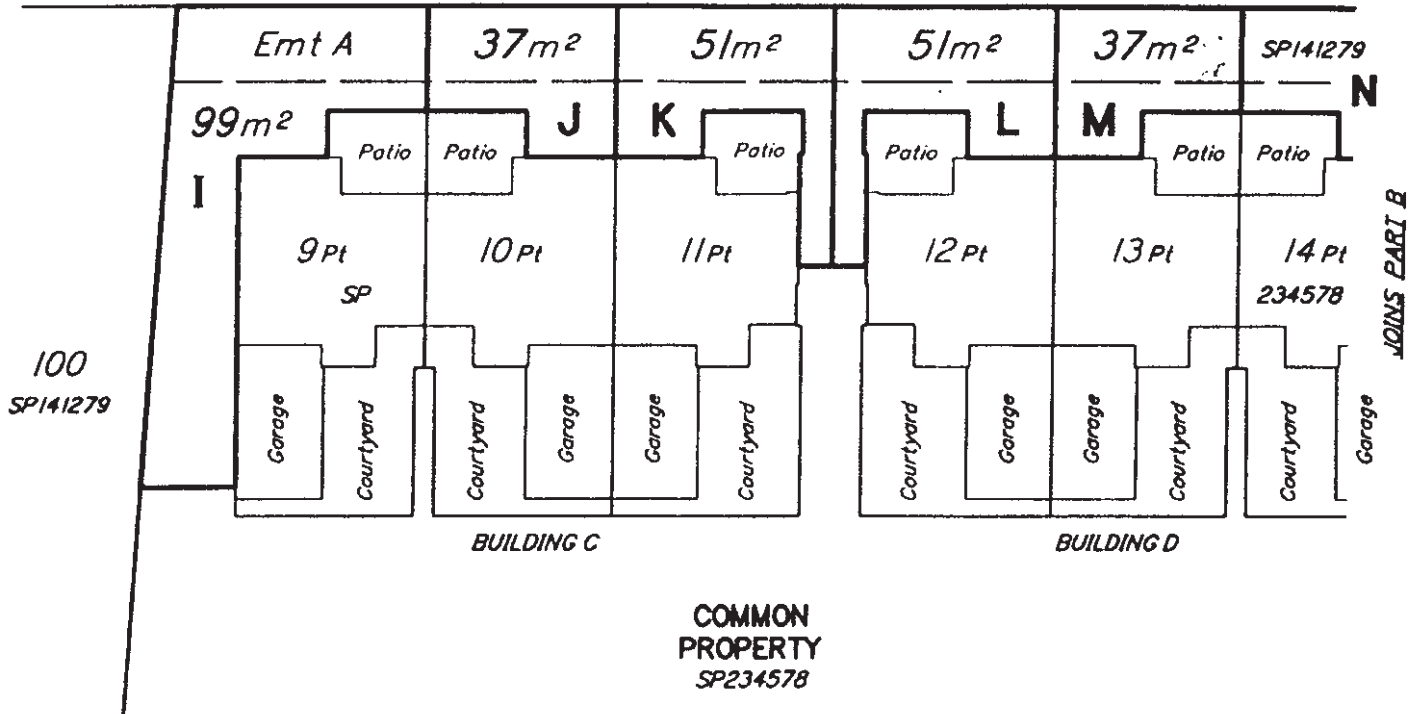 Emt A 37m² 51m² 51m² 37m² SP141279
99m² J K L M N
Patio Patio Patio Patio Patio Patio
I
9 Pt 10 Pt 11 Pt 12 Pt 13 Pt 14 Pt
SP 234578
JOINS PART B
100
SP141279
Garage Courtyard Courtyard Garage Garage Courtyard Courtyard Garage Garage Courtyard Courtyard Garage
BUILDING C BUILDING D
COMMON
PROPERTY
SP234578